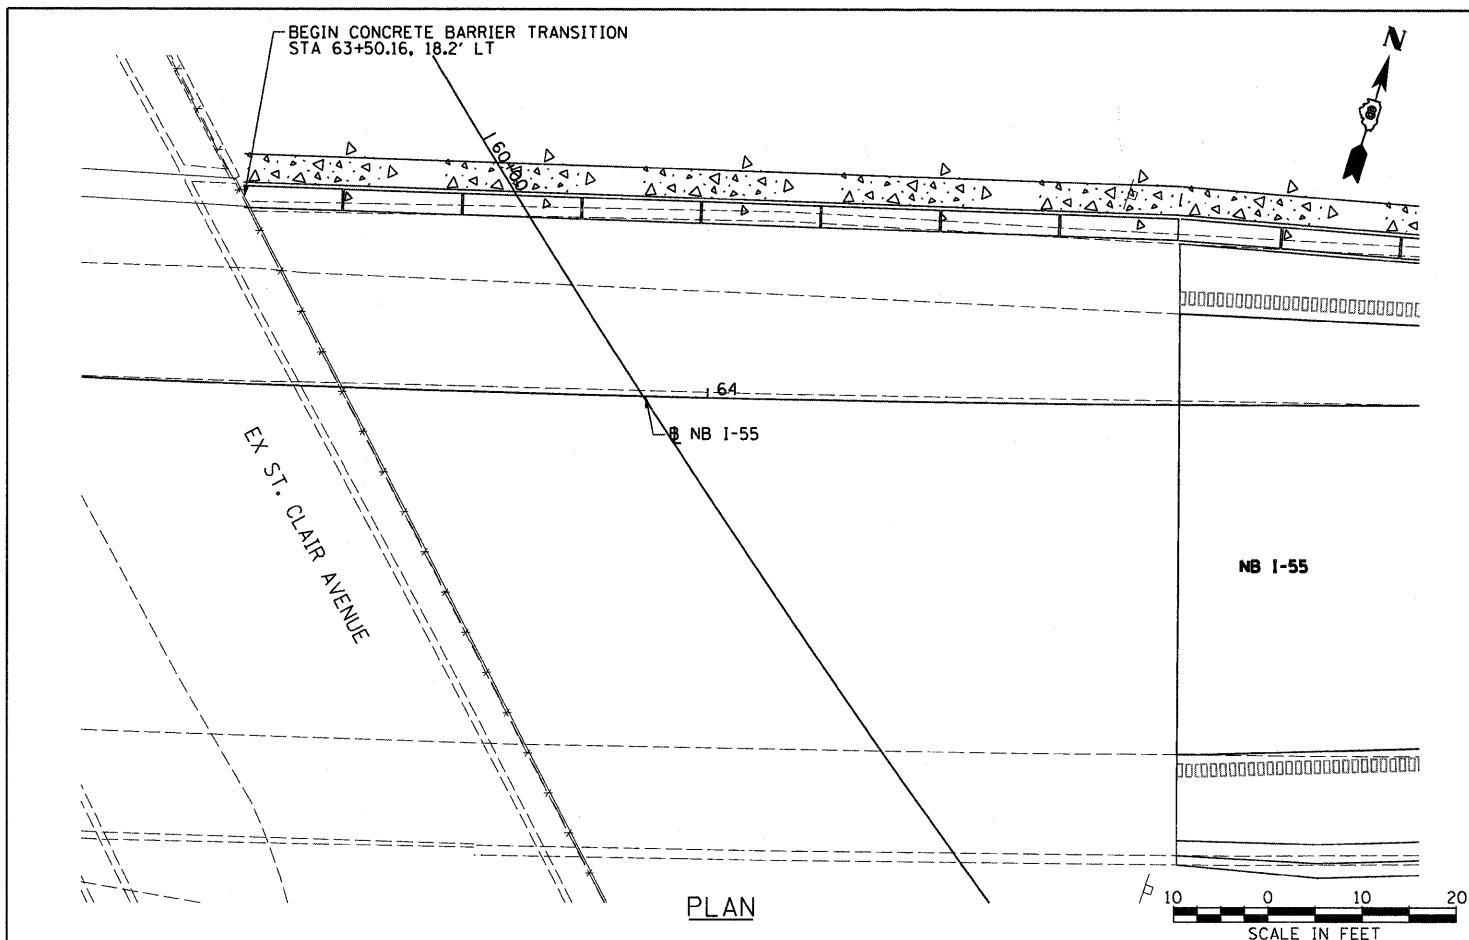 BEGIN CONCRETE BARRIER TRANSITION
STA 63+50.16, 18.2' LT
N
60+00
64
NB I-55
EX ST. CLAIR AVENUE
NB I-55
PLAN
10 0 10 20
SCALE IN FEET